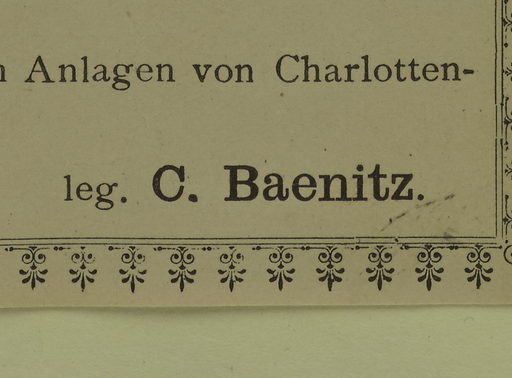 Anlagen von Charlotten-
leg. C. Baenitz.